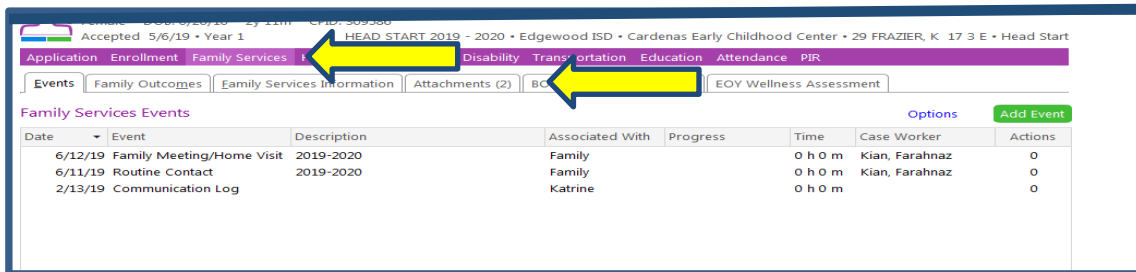 Accepted 5/6/19 • Year 1 HEAD START 2019 - 2020 • Edgewood ISD • Cardenas Early Childhood Center • 29 FRAZIER, K 17 3 E • Head Start
Application Enrollment Family Services Disability Transportation Education Attendance PIR
Events Family Outcomes Family Services Information Attachments (2) EOY Wellness Assessment
Family Services Events Options Add Event
Date Event Description Associated With Progress Time Case Worker Actions
6/12/19 Family Meeting/Home Visit 2019-2020 Family 0 h 0 m Kian, Farahnaz 0
6/11/19 Routine Contact 2019-2020 Family 0 h 0 m Kian, Farahnaz 0
2/13/19 Communication Log Katrine 0 h 0 m 0